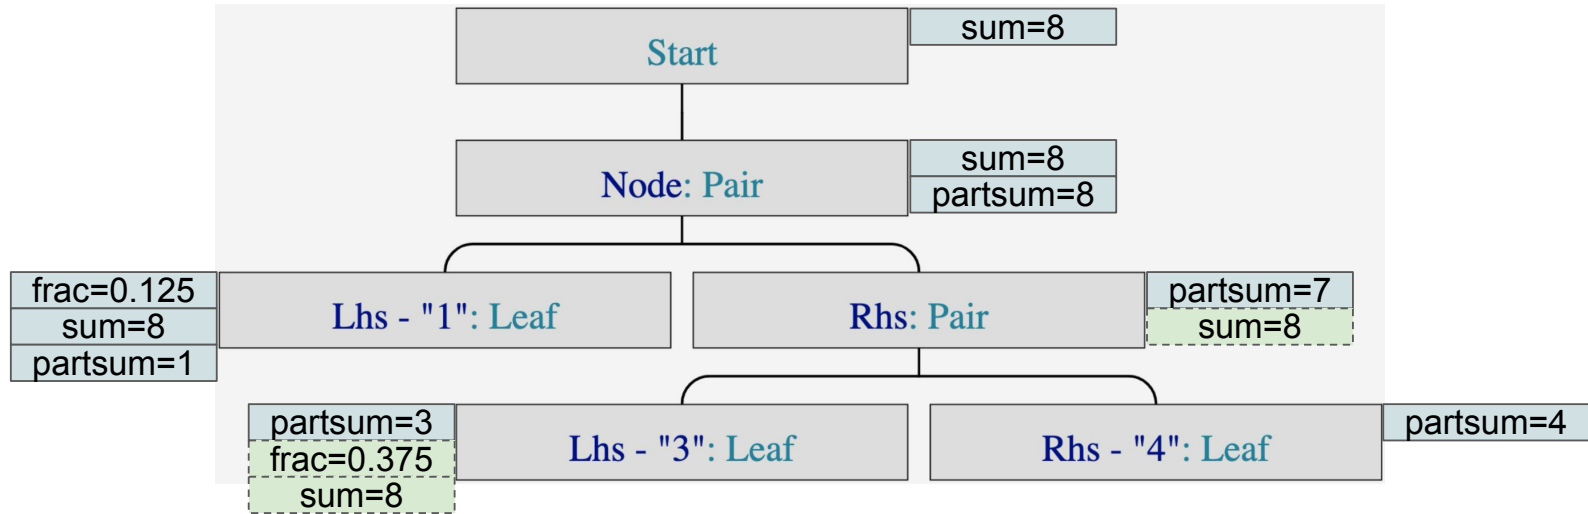 Start
sum=8
Node: Pair
sum=8
partsum=8
frac=0.125
sum=8
partsum=1
Lhs - "1": Leaf
Rhs: Pair
partsum=7
sum=8
partsum=3
frac=0.375
sum=8
Lhs - "3": Leaf
Rhs - "4": Leaf
partsum=4